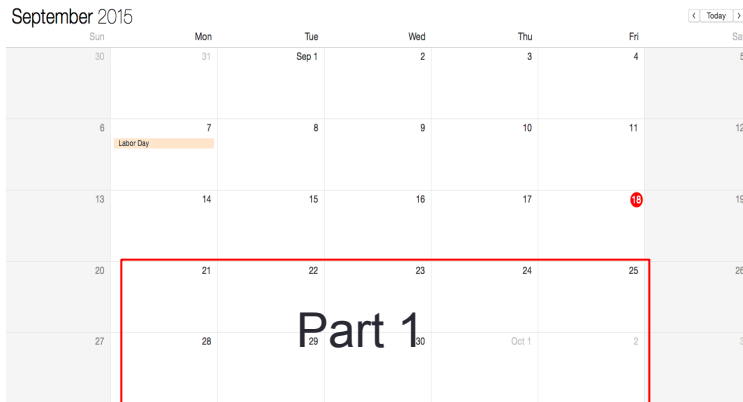 September 2015
< Today >
Sun Mon Tue Wed Thu Fri Sa
30 31 Sep 1 2 3 4 5
6 7 8 9 10 11 12
Labor Day
13 14 15 16 17 18 19
20 21 22 23 24 25 26
Part 1
27 28 29 30 Oct 1 2 3